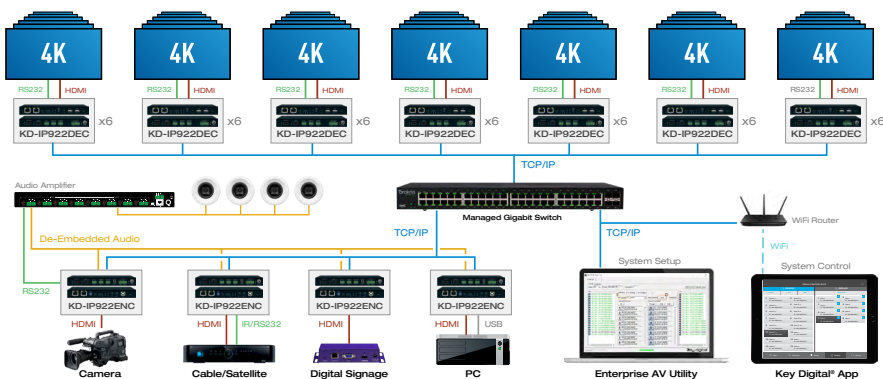 4K 4K 4K 4K 4K 4K 4K
RS232 HDMI RS232 HDMI RS232 HDMI RS232 HDMI RS232 HDMI RS232 HDMI RS232 HDMI
KD-IP922DEC x6 KD-IP922DEC x6 KD-IP922DEC x6 KD-IP922DEC x6 KD-IP922DEC x6 KD-IP922DEC x6 KD-IP922DEC x6
TCP/IP
Audio Amplifier
Managed Gigabit Switch
WiFi Router
De-Embedded Audio
TCP/IP
TCP/IP
WiFi
System Setup
System Control
RS232
KD-IP922ENC KD-IP922ENC KD-IP922ENC KD-IP922ENC
HDMI HDMI IR/RS232 HDMI HDMI USB
Camera Cable/Satellite Digital Signage PC Enterprise AV Utility Key Digital® App